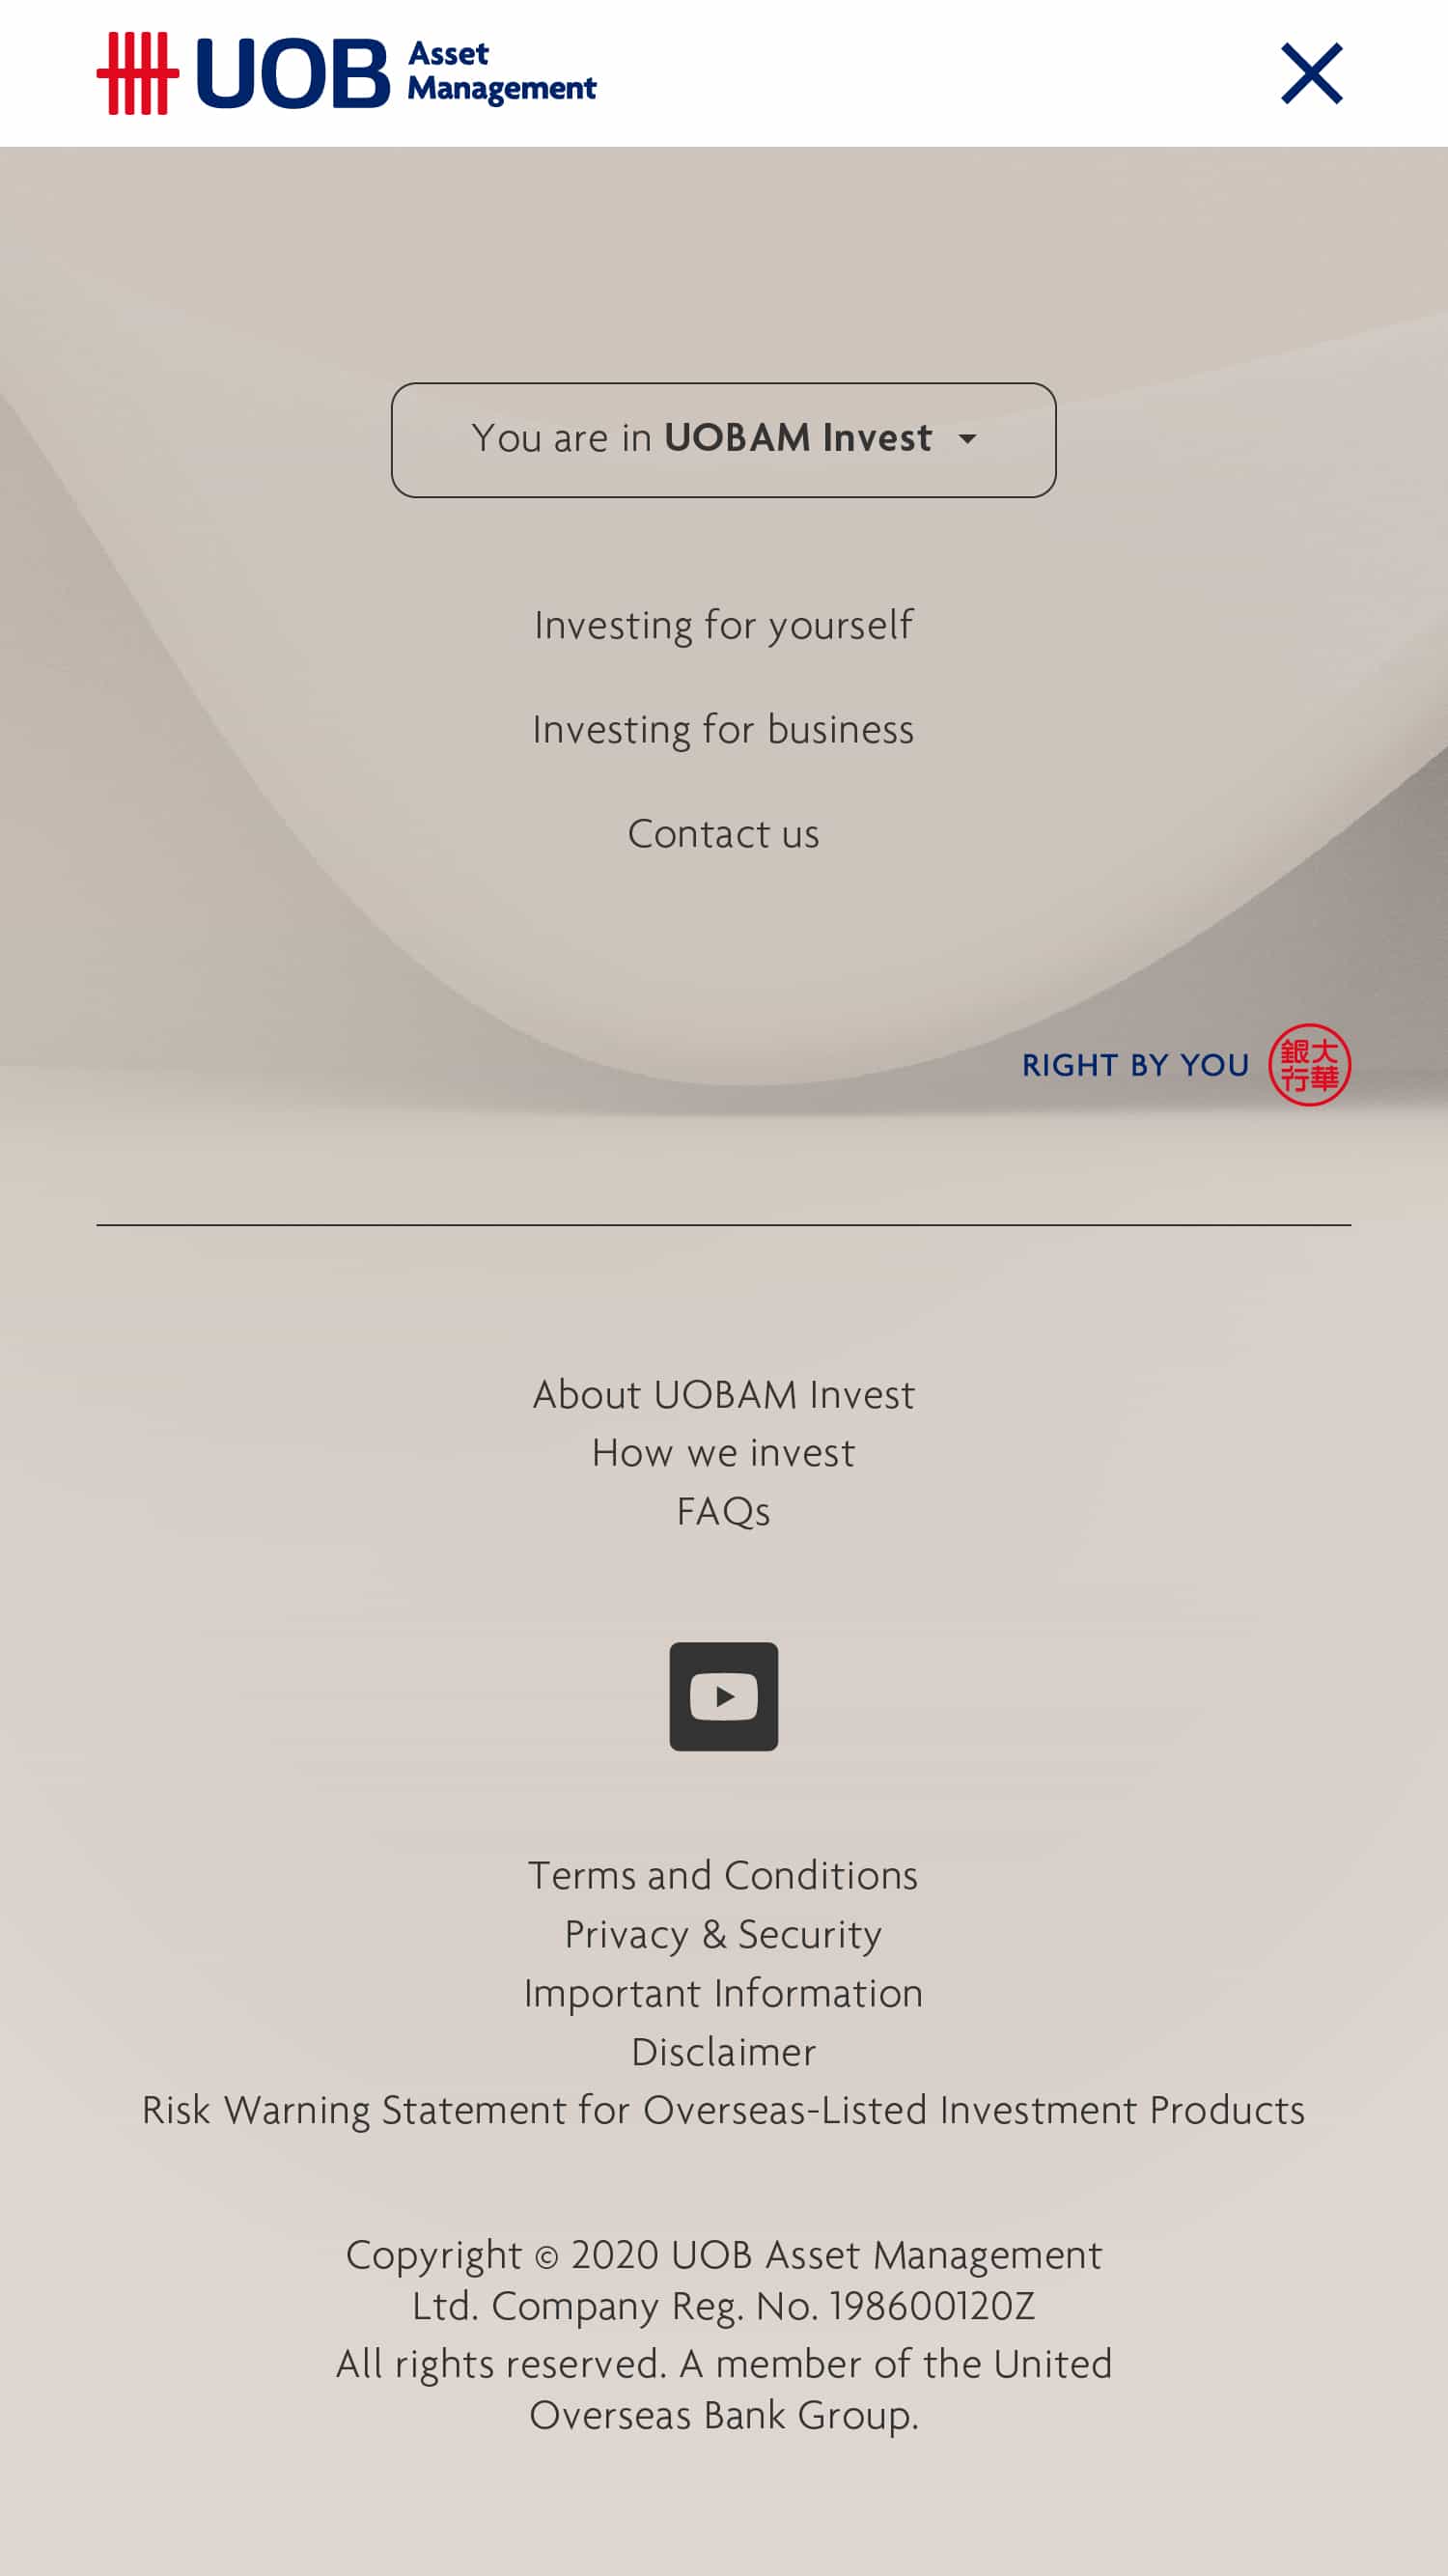 UOB Asset
Management
You are in UOBAM Invest
Investing for yourself
Investing for business
Contact us
RIGHT BY YOU 大華銀行
About UOBAM Invest
How we invest
FAQs
Terms and Conditions
Privacy & Security
Important Information
Disclaimer
Risk Warning Statement for Overseas-Listed Investment Products
Copyright © 2020 UOB Asset Management
Ltd. Company Reg. No. 198600120Z
All rights reserved. A member of the United
Overseas Bank Group.